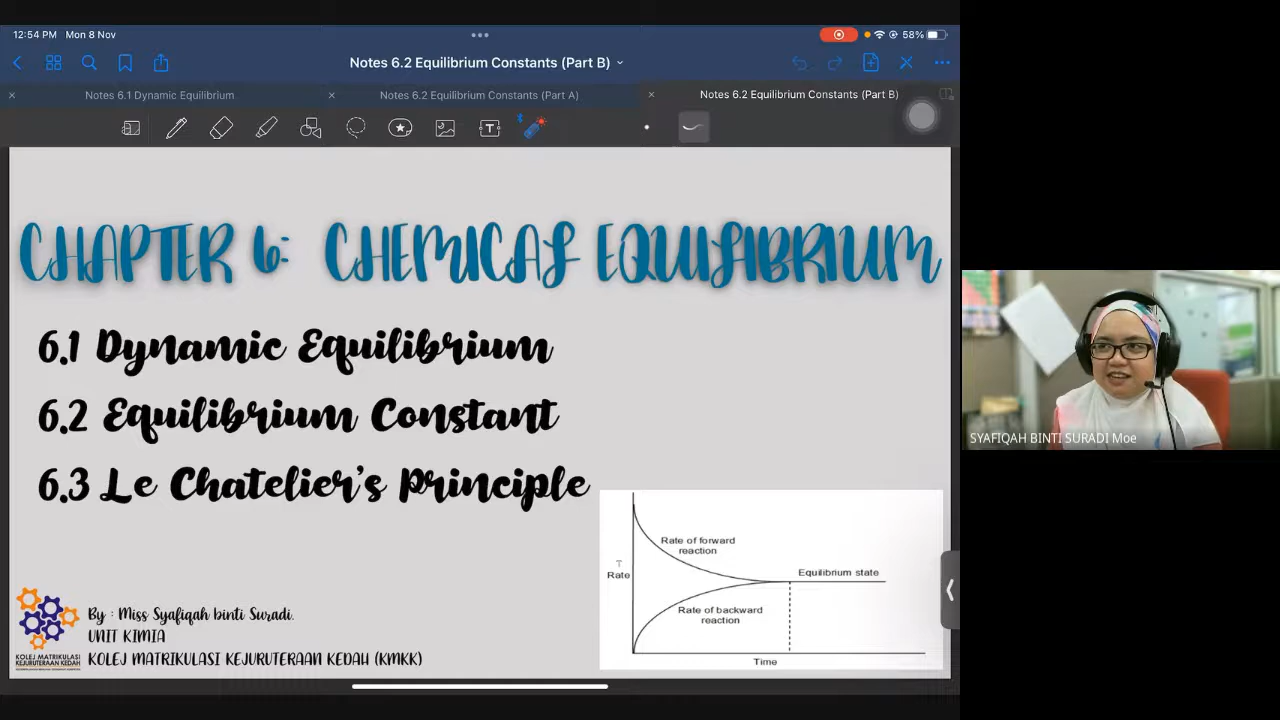 12:54 PM Mon 8 Nov
58%
Notes 6.2 Equilibrium Constants (Part B)
Notes 6.1 Dynamic Equilibrium
Notes 6.2 Equilibrium Constants (Part A)
Notes 6.2 Equilibrium Constants (Part B)
CHAPTER 6: CHEMICAL EQUILIBRIUM
6.1 Dynamic Equilibrium
6.2 Equilibrium Constant
6.3 Le Chatelier's Principle
Rate of forward
reaction
Rate
Equilibrium state
Rate of backward
reaction
Time
By : Miss Syafiqah binti Suradi.
UNIT KIMIA
KOLEJ MATRIKULASI KEJURUTERAAN KEDAH (KMKK)
KOLEJ MATRIKULASI
KEJURUTERAAN KEDAH
SYAFIQAH BINTI SURADI Moe